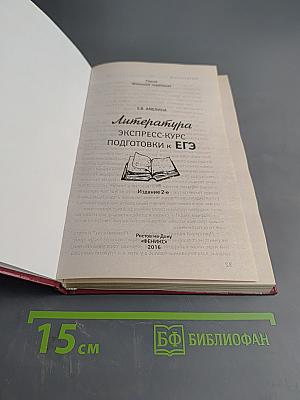 Е.В. АМЕЛИНА
Литература
ЭКСПРЕСС-КУРС
ПОДГОТОВКИ к ЕГЭ
Издание 2-е
Ростов-на-Дону
«ФЕНИКС»
2016
15 см
БФ БИБЛИОФАН